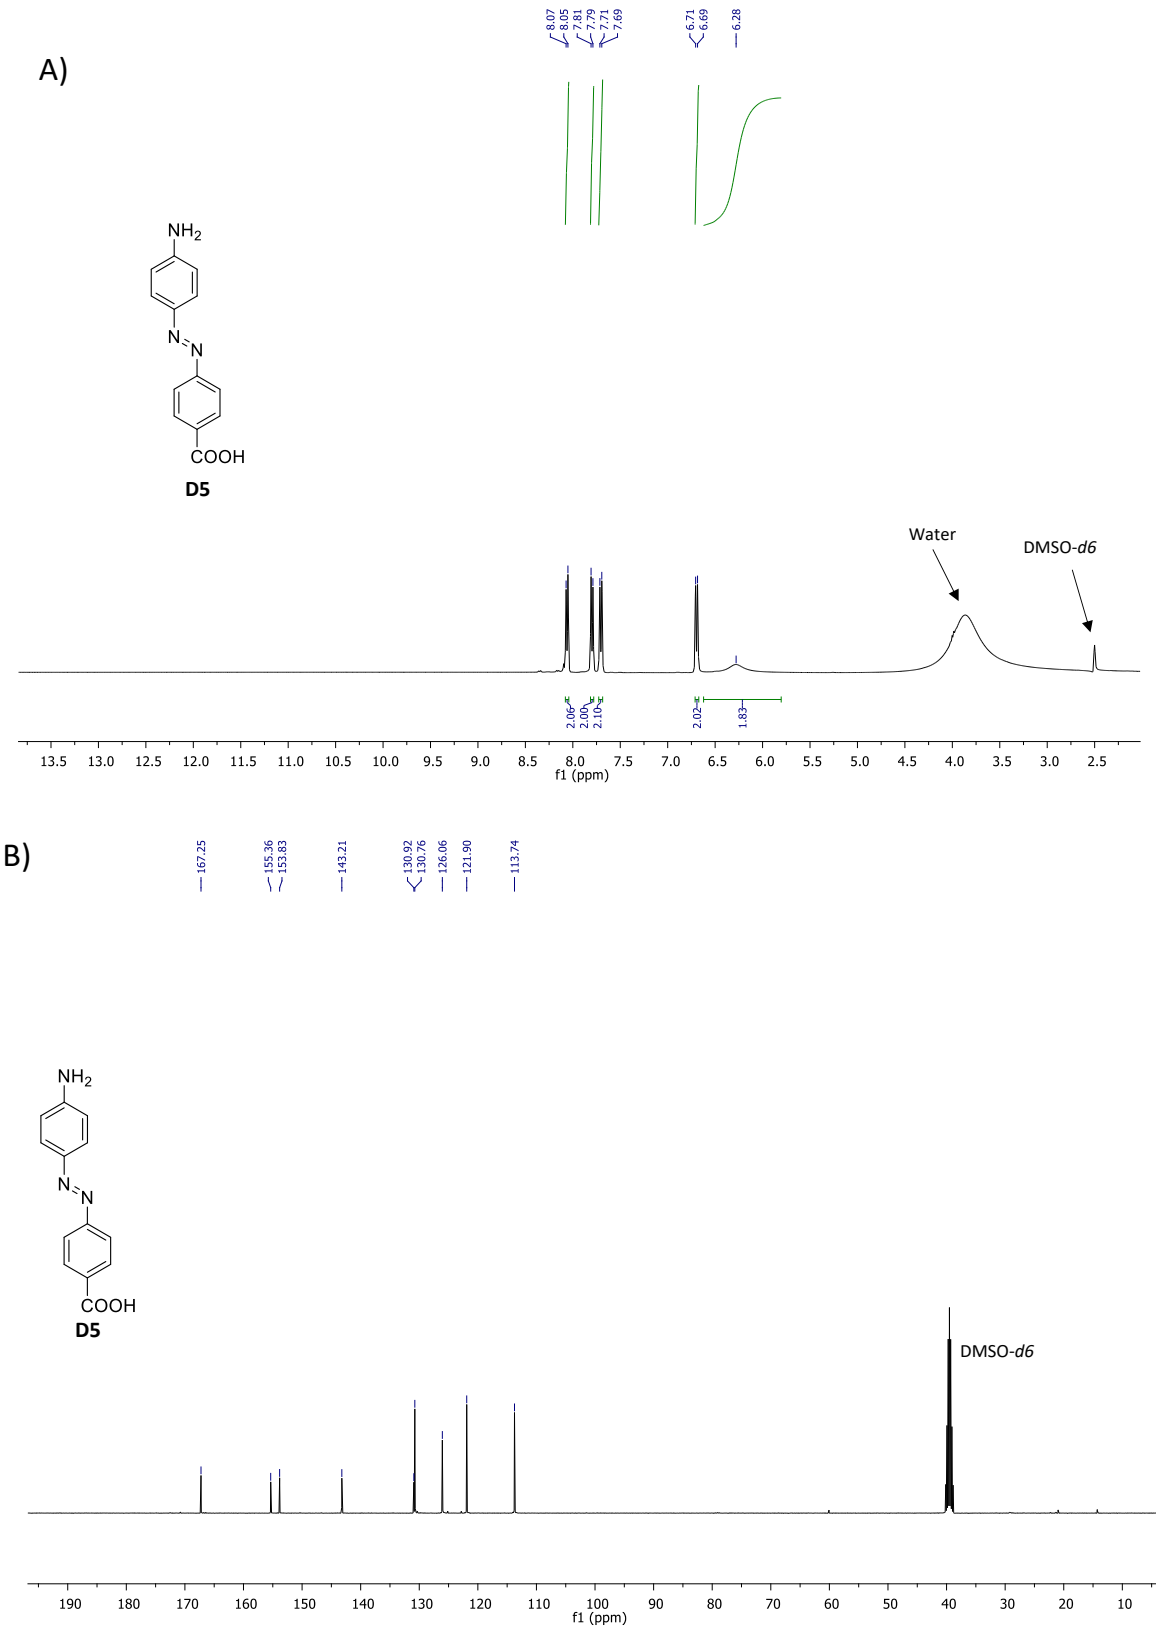 8.07
8.05
7.81
7.79
7.71
7.69
6.71
6.69
6.28
A)
NH2
N
N
COOH
D5
Water
DMSO-d6
2.06
2.00
2.10
2.02
1.83
13.5 13.0 12.5 11.5 11.0 10.5 10.0 9.5 9.0 8.5 8.0 7.5 7.0 6.5 6.0 5.5 5.0 4.5 4.0 3.5 3.0 2.5
f1 (ppm)
B)
167.25
155.36
153.83
143.21
130.92
130.76
126.06
121.90
113.74
NH2
N
N
COOH
D5
DMSO-d6
190 180 170 160 150 140 130 120 110 100 90 80 70 60 50 40 30 20 10
f1 (ppm)